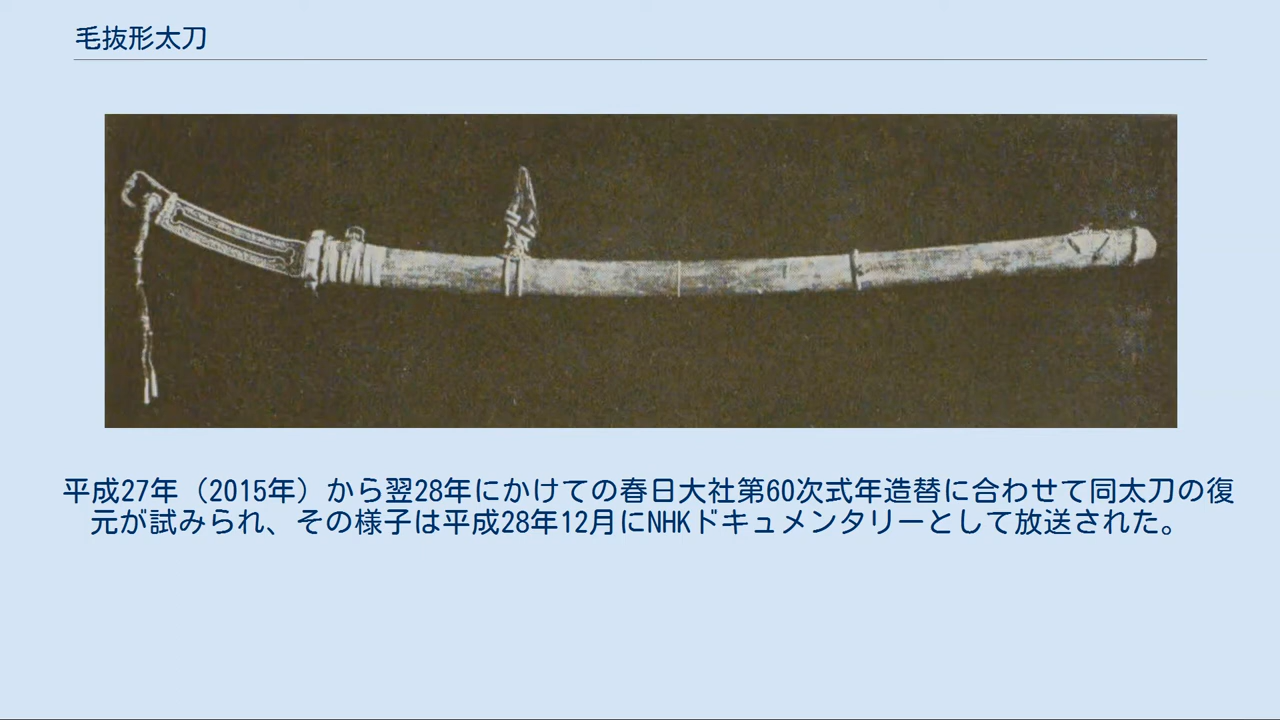 毛抜形太刀
平成27年（2015年）から翌28年にかけての春日大社第60次式年造替に合わせて同太刀の復
元が試みられ、その様子は平成28年12月にNHKドキュメンタリーとして放送された。